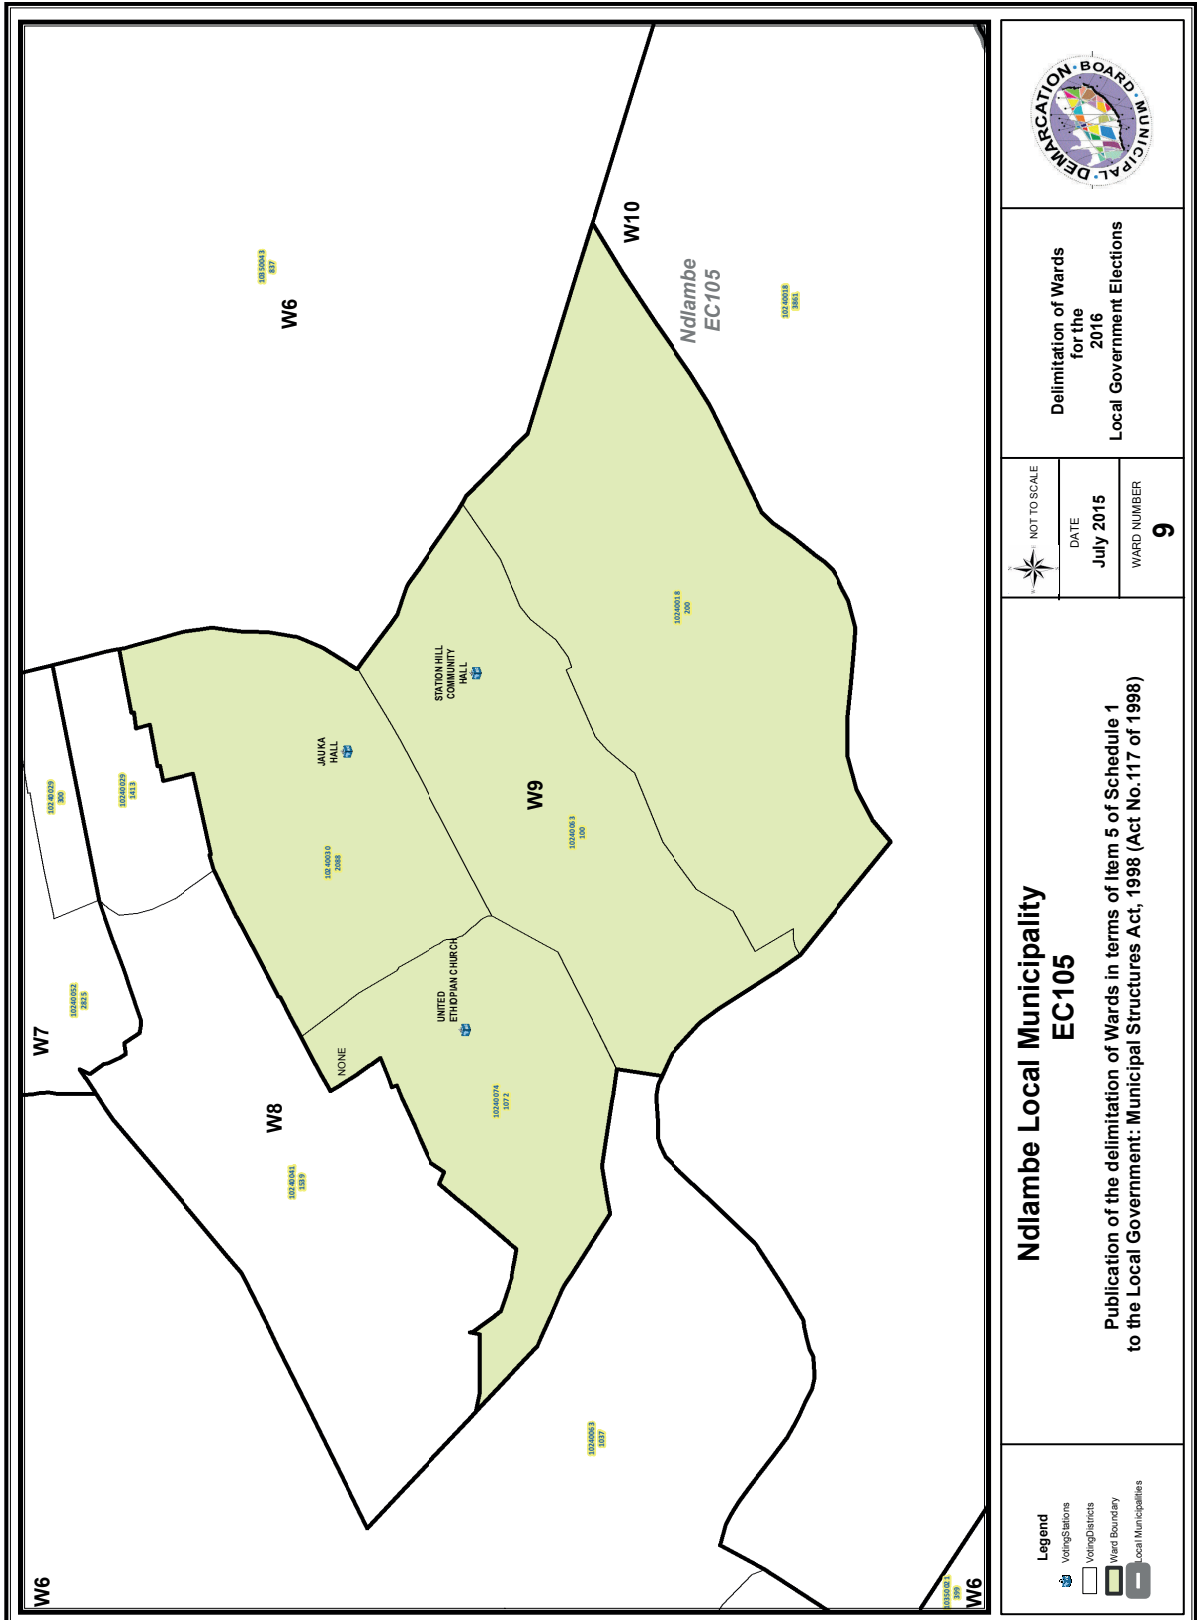 W6
10350043
837
W6
W10
Ndlambe
EC105
10240018
3861
10240029
300
10240029
1413
W7
10240052
2825
JAUKA
HALL
10240030
2088
STATION HILL
COMMUNITY
HALL
W9
10240063
100
10240018
200
UNITED
ETHIOPIAN CHURCH
NONE
10240074
1072
W8
10240041
1539
10240063
1037
10350021
399
W6
Legend
VotingStations
VotingDistricts
Ward Boundary
Local Municipalities
Ndlambe Local Municipality
EC105
Publication of the delimitation of Wards in terms of Item 5 of Schedule 1
to the Local Government: Municipal Structures Act, 1998 (Act No.117 of 1998)
NOT TO SCALE
DATE
July 2015
WARD NUMBER
9
Delimitation of Wards
for the
2016
Local Government Elections
MUNICIPAL · DEMARCATION · BOARD ·